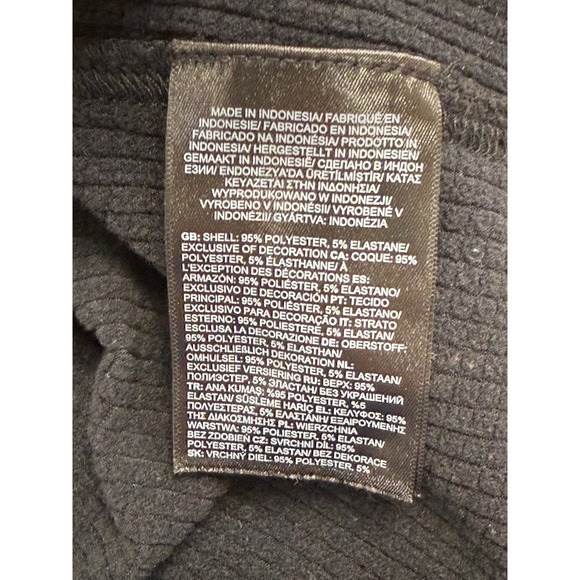 MADE IN INDONESIA/ FABRIQUÉ EN
INDONESIE/ FABRICADO EN INDONESIA/
FABRICADO NA INDONÉSIA/ PRODOTTO IN
INDONESIA/ HERGESTELLT IN INDONESIEN/
GEMAAKT IN INDONESIË/ СДЕЛАНО В ИНДОН
ЕЗИИ/ ENDONEZYA'DA ÜRETİLMİŞTİR/ ΚΑΤΑΣ
ΚΕΥΑΖΕΤΑΙ ΣΤΗΝ ΙΝΔΟΝΗΣΙΑ/
WYPRODUKOWANO W INDONEZJI/
VYROBENO V INDONÉSII/ VYROBENÉ V
INDONÉZII/ GYÁRTVA: INDONÉZIA
GB: SHELL: 95% POLYESTER, 5% ELASTANE/
EXCLUSIVE OF DECORATION CA: COQUE: 95%
POLYESTER, 5% ÉLASTHANNE/ À
L'EXCEPTION DES DÉCORATIONS ES:
ARMAZÓN: 95% POLIÉSTER, 5% ELASTANO/
EXCLUSIVO DE DECORACIÓN PT: TECIDO
PRINCIPAL: 95% POLIÉSTER, 5% ELASTANO/
EXCLUSIVO PARA DECORAÇÃO IT: STRATO
ESTERNO: 95% POLIESTERE, 5% ELASTAN/
ESCLUSA LA DECORAZIONE DE: OBERSTOFF:
95% POLYESTER, 5% ELASTHAN/
AUSSCHLIEßLICH DEKORATION NL:
OMHULSEL: 95% POLYESTER, 5% ELASTAAN/
EXCLUSIEF VERSIERING RU: ВЕРХ: 95%
ПОЛИЭСТЕР, 5% ЭЛАСТАН/ БЕЗ УКРАШЕНИЙ
TR: ANA KUMAŞ: %95 POLYESTER, %5
ELASTAN/ SÜSLEME HARİÇ EL: ΚΕΛΥΦΟΣ: 95%
ΠΟΛΥΕΣΤΕΡΑΣ, 5% ΕΛΑΣΤΑΝΗ/ ΕΞΑΙΡΟΥΜΕΝΗΣ
ΤΗΣ ΔΙΑΚΟΣΜΗΣΗΣ PL: WIERZCHNIA
WARSTWA: 95% POLIESTER, 5% ELASTAN/
BEZ ZDOBIEŃ CZ: SVRCHNÍ DÍL: 95%
POLYESTER, 5% ELASTAN/ BEZ DEKORACE
SK: VRCHNÝ DIEL: 95% POLYESTER, 5%